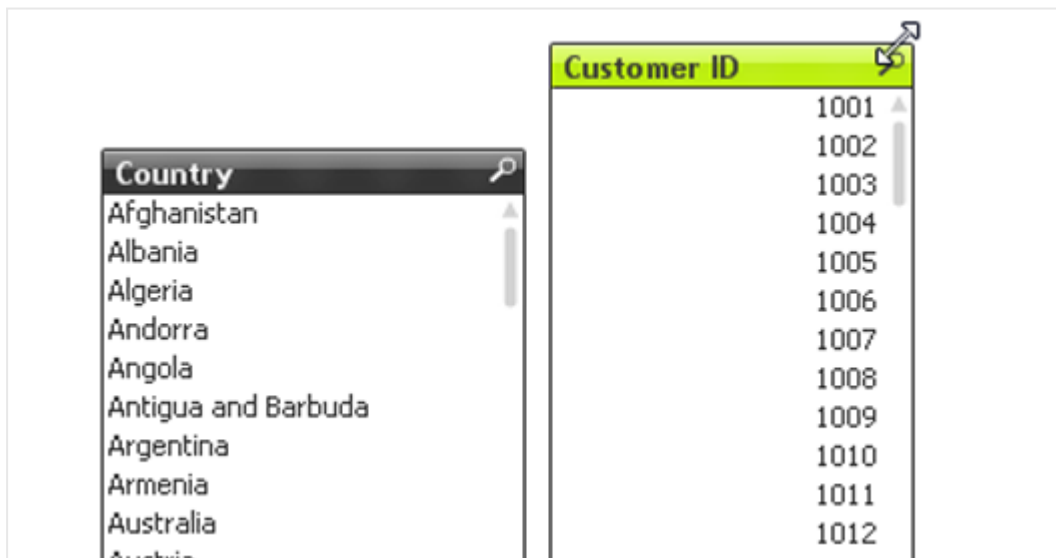 Customer ID
1001
1002
1003
1004
1005
1006
1007
1008
1009
1010
1011
1012
Country
Afghanistan
Albania
Algeria
Andorra
Angola
Antigua and Barbuda
Argentina
Armenia
Australia
Austria